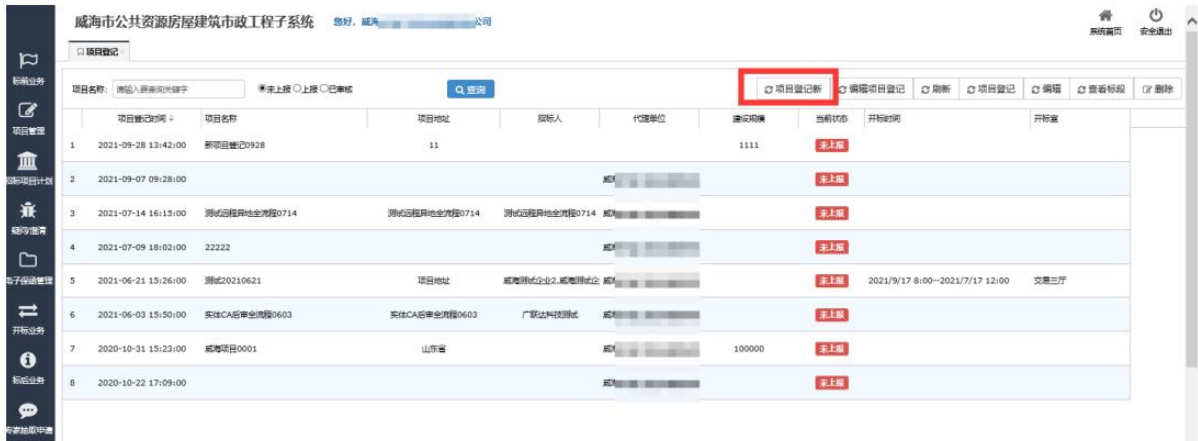 威海市公共资源房屋建筑市政工程子系统 您好，威海 公司 系统首页 安全退出
项目登记
标前业务
项目名称： 请输入要查询关键字 未上报 上报 已审核 查询 项目登记新 编辑项目登记 刷新 项目登记 编辑 查看标段 删除
项目管理
项目登记时间 项目名称 项目地址 招标人 代理单位 建设规模 当前状态 开标时间 开标室
1 2021-09-28 13:42:00 新项目登记0928 11 1111 未上报
招标项目计划
2 2021-09-07 09:28:00 威海 未上报
疑问澄清
3 2021-07-14 16:15:00 测试远程异地全流程0714 测试远程异地全流程0714 测试远程异地全流程0714 威海 未上报
4 2021-07-09 18:02:00 22222 威海 未上报
电子保函管理
5 2021-06-21 15:26:00 测试20210621 项目地址 威海测试企业2,威海测试企 威海 未上报 2021/9/17 8:00--2021/7/17 12:00 交易三厅
6 2021-06-03 15:50:00 实体CA后审全流程0603 实体CA后审全流程0603 广联达科技测试 威海 未上报
开标业务
7 2020-10-31 15:23:00 威海项目0001 山东省 威海 100000 未上报
标后业务
8 2020-10-22 17:09:00 威海 未上报
专家抽取申请